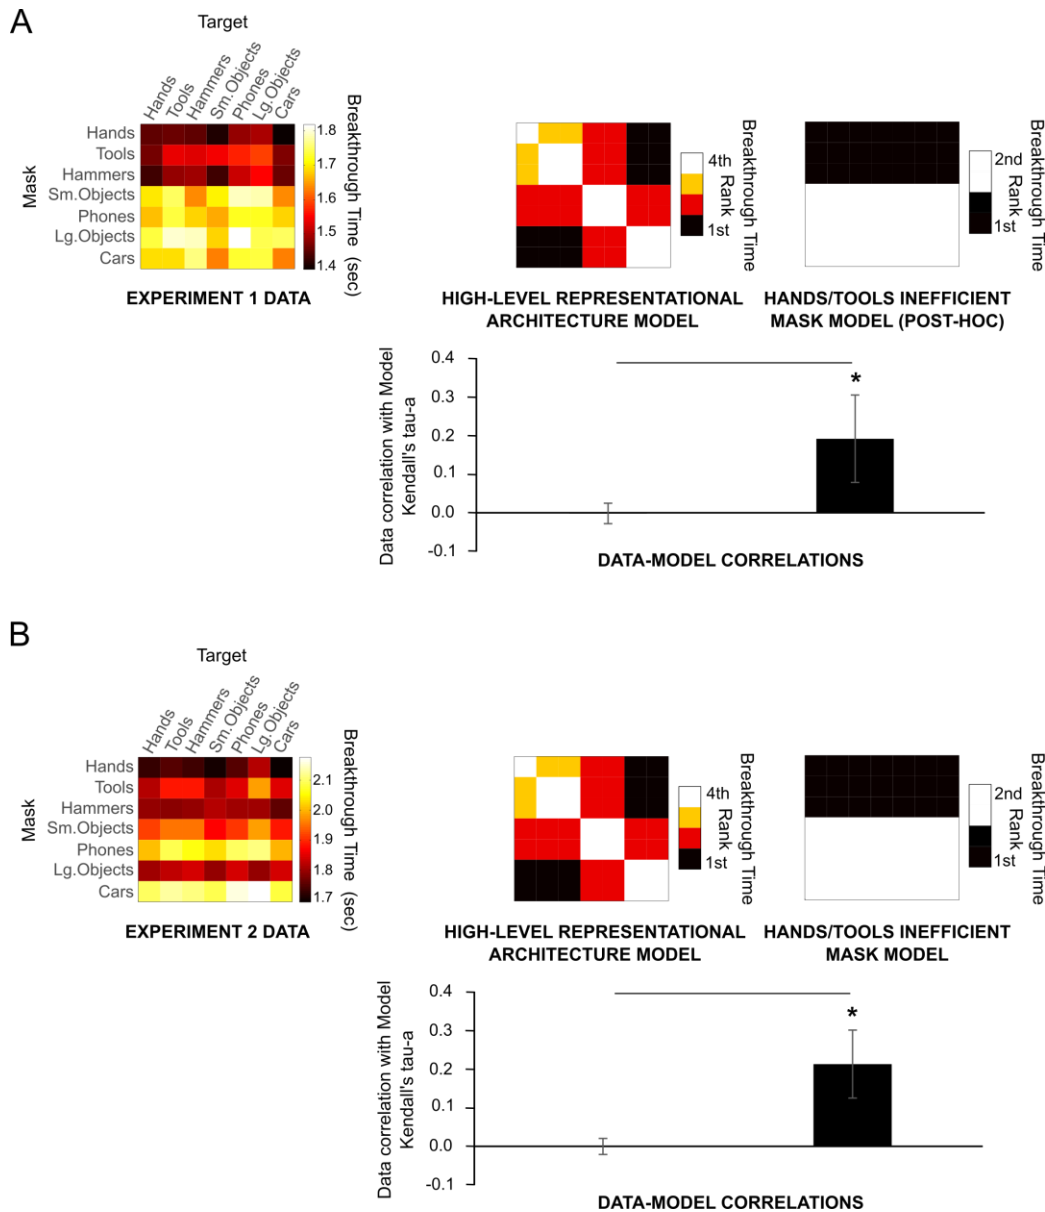 A
Target
Hands
Tools
Hammers
Sm.Objects
Phones
Lg.Objects
Cars
Mask
Hands
Tools
Hammers
Sm.Objects
Phones
Lg.Objects
Cars
1.8
1.7
1.6
1.5
1.4
Breakthrough Time (sec)
EXPERIMENT 1 DATA
4th
Rank
1st
Breakthrough Time
HIGH-LEVEL REPRESENTATIONAL
ARCHITECTURE MODEL
2nd
Rank
1st
Breakthrough Time
HANDS/TOOLS INEFFICIENT
MASK MODEL (POST-HOC)
Data correlation with Model
Kendall's tau-a
0.4
0.3
0.2
0.1
0.0
-0.1
*
DATA-MODEL CORRELATIONS
B
Target
Hands
Tools
Hammers
Sm.Objects
Phones
Lg.Objects
Cars
Mask
Hands
Tools
Hammers
Sm.Objects
Phones
Lg.Objects
Cars
2.1
2.0
1.9
1.8
1.7
Breakthrough Time (sec)
EXPERIMENT 2 DATA
4th
Rank
1st
Breakthrough Time
HIGH-LEVEL REPRESENTATIONAL
ARCHITECTURE MODEL
2nd
Rank
1st
Breakthrough Time
HANDS/TOOLS INEFFICIENT
MASK MODEL
Data correlation with Model
Kendall's tau-a
0.4
0.3
0.2
0.1
0.0
-0.1
*
DATA-MODEL CORRELATIONS